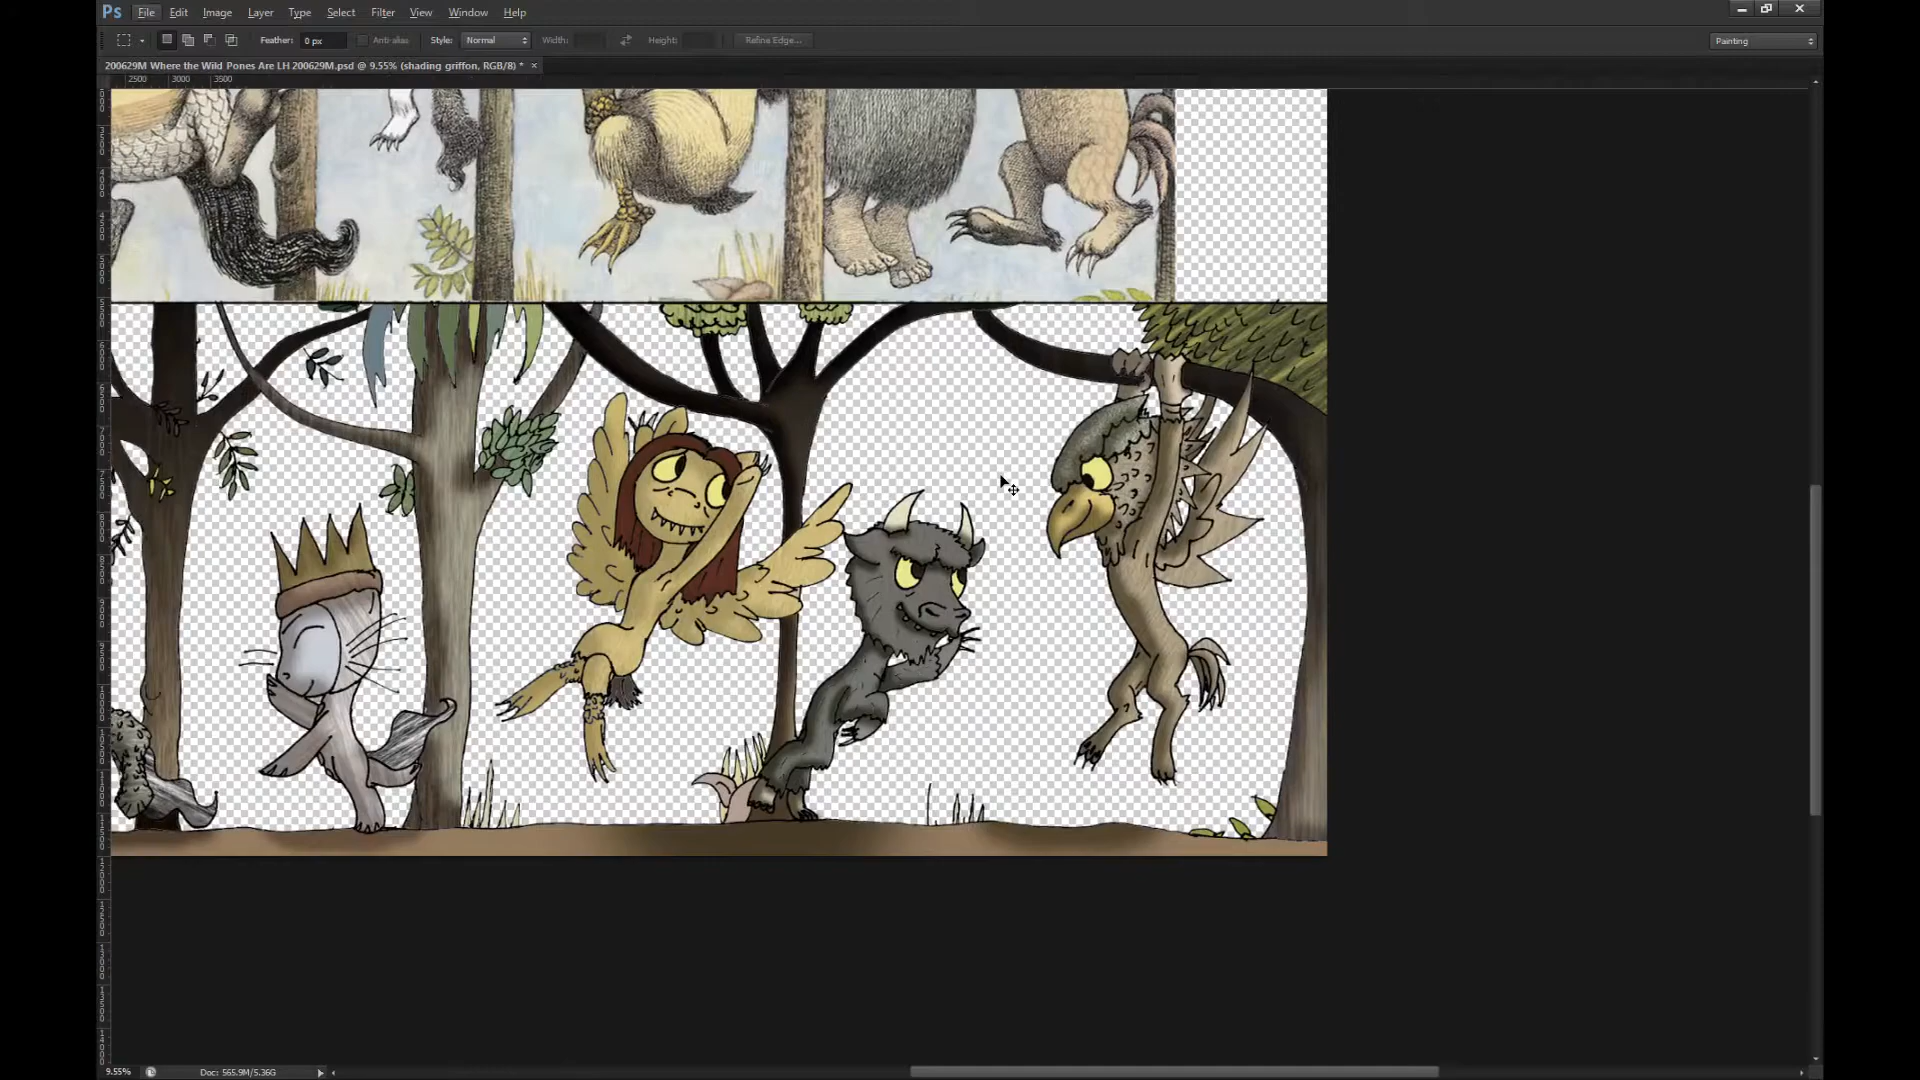 Ps File Edit Image Layer Type Select Filter View Window Help
Feather: 0 px Anti-alias Style: Normal Width: Height: Refine Edge... Painting
200629M Where the Wild Pones Are LH 200629M.psd @ 9.55% (shading griffon, RGB/8) * ×
2500 3000 3500
9.55% Doc: 565.9M/5.36G